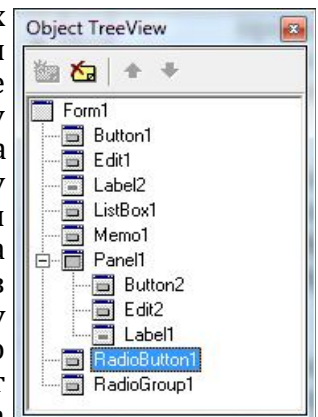 Object TreeView
Form1
Button1
Edit1
Label2
ListBox1
Memo1
Panel1
Button2
Edit2
Label1
RadioButton1
RadioGroup1